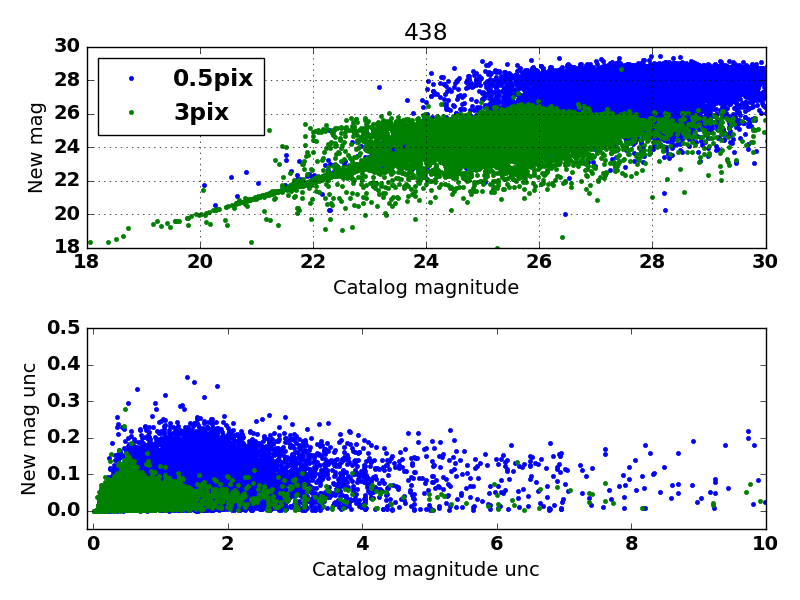 438
30
28
26
24
22
20
18
New mag
0.5pix
3pix
18 20 22 24 26 28 30
Catalog magnitude
0.5
0.4
0.3
0.2
0.1
0.0
New mag unc
0 2 4 6 8 10
Catalog magnitude unc